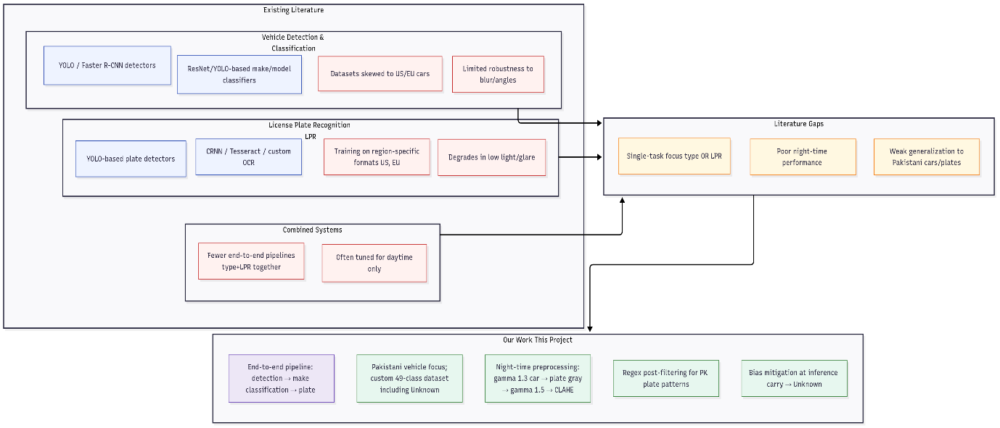 Existing Literature
Vehicle Detection &
Classification
YOLO / Faster R-CNN detectors
ResNet/YOLO-based make/model
classifiers
Datasets skewed to US/EU cars
Limited robustness to
blur/angles
License Plate Recognition
LPR
YOLO-based plate detectors
CRNN / Tesseract / custom
OCR
Training on region-specific
formats US, EU
Degrades in low light/glare
Combined Systems
Fewer end-to-end pipelines
type+LPR together
Often tuned for daytime
only
Literature Gaps
Single-task focus type OR LPR
Poor night-time
performance
Weak generalization to
Pakistani cars/plates
Our Work This Project
End-to-end pipeline:
detection → make
classification → plate
Pakistani vehicle focus;
custom 49-class dataset
including Unknown
Night-time preprocessing:
gamma 1.3 car → plate gray
→ gamma 1.5 → CLAHE
Regex post-filtering for PK
plate patterns
Bias mitigation at inference
carry → Unknown